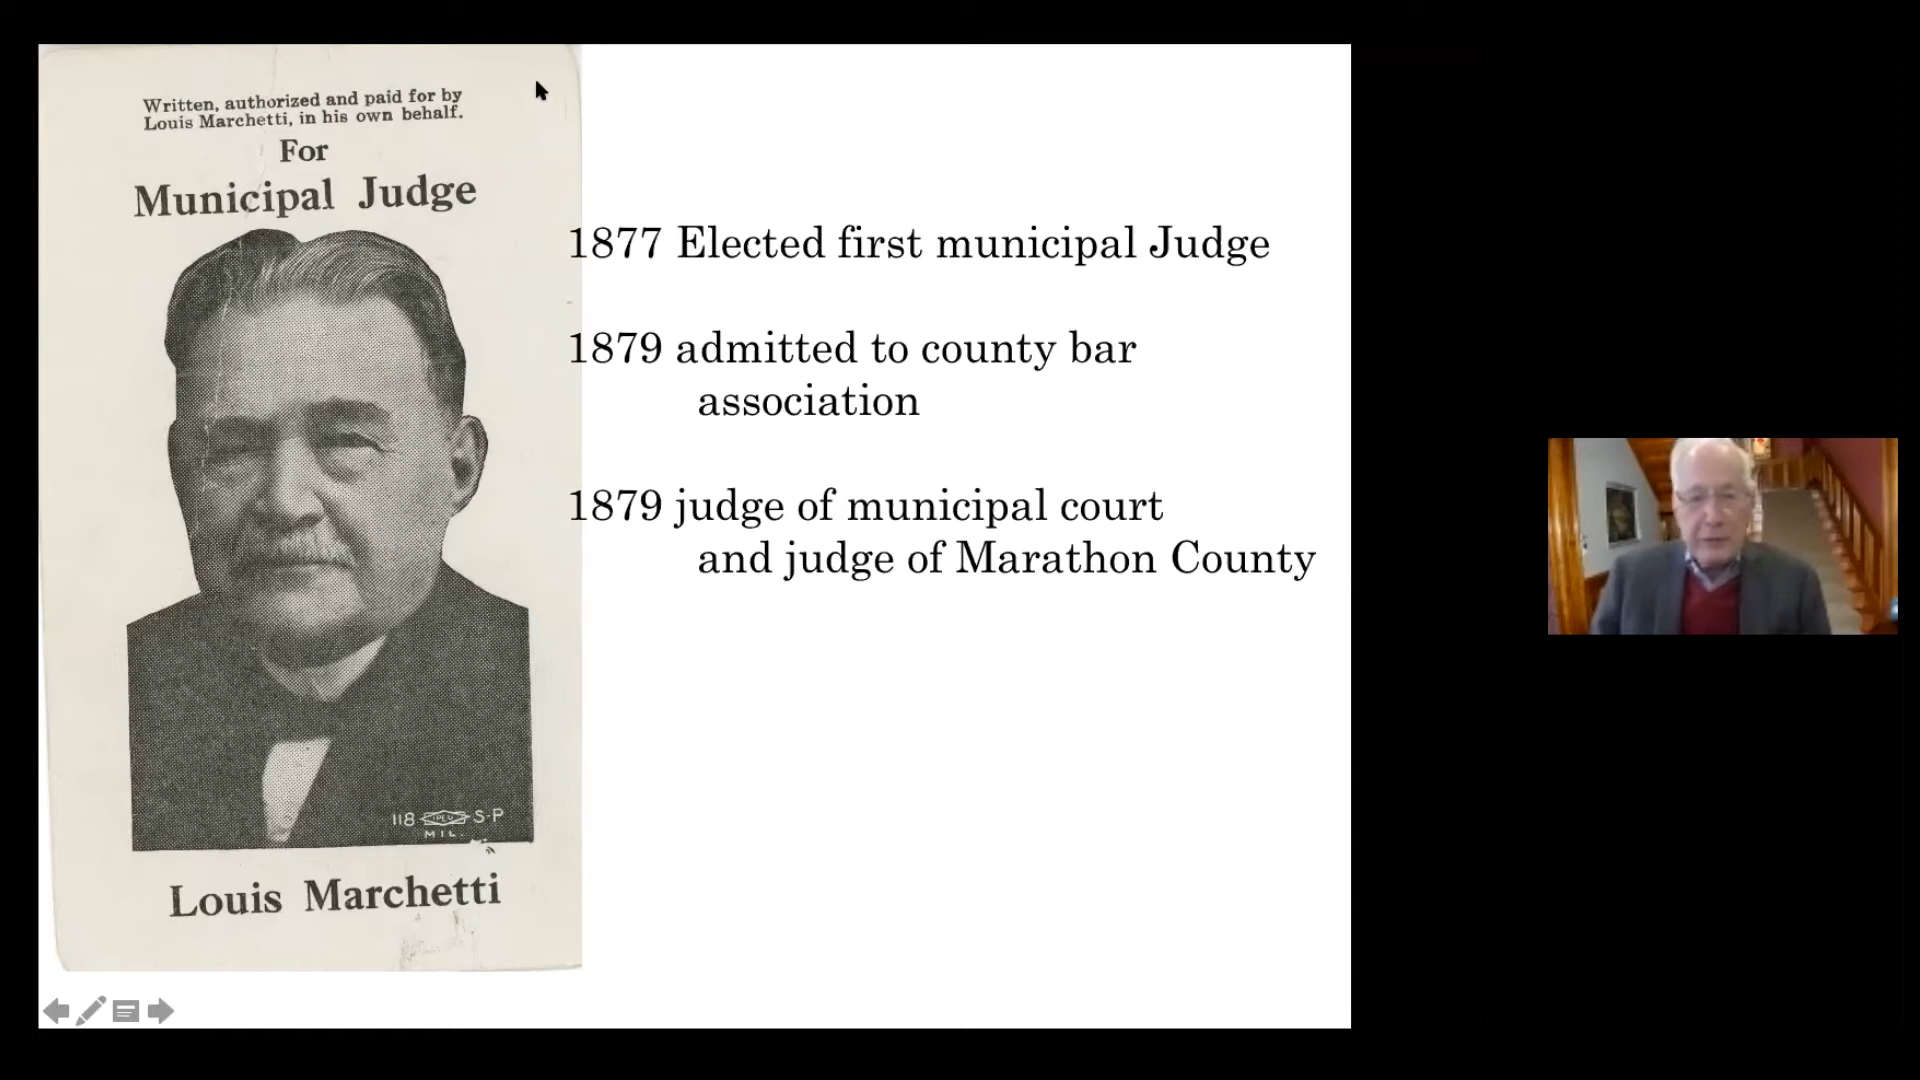 Written, authorized and paid for by
Louis Marchetti, in his own behalf.
For
Municipal Judge
118 S-P
MIL.
Louis Marchetti
1877 Elected first municipal Judge
1879 admitted to county bar
association
1879 judge of municipal court
and judge of Marathon County